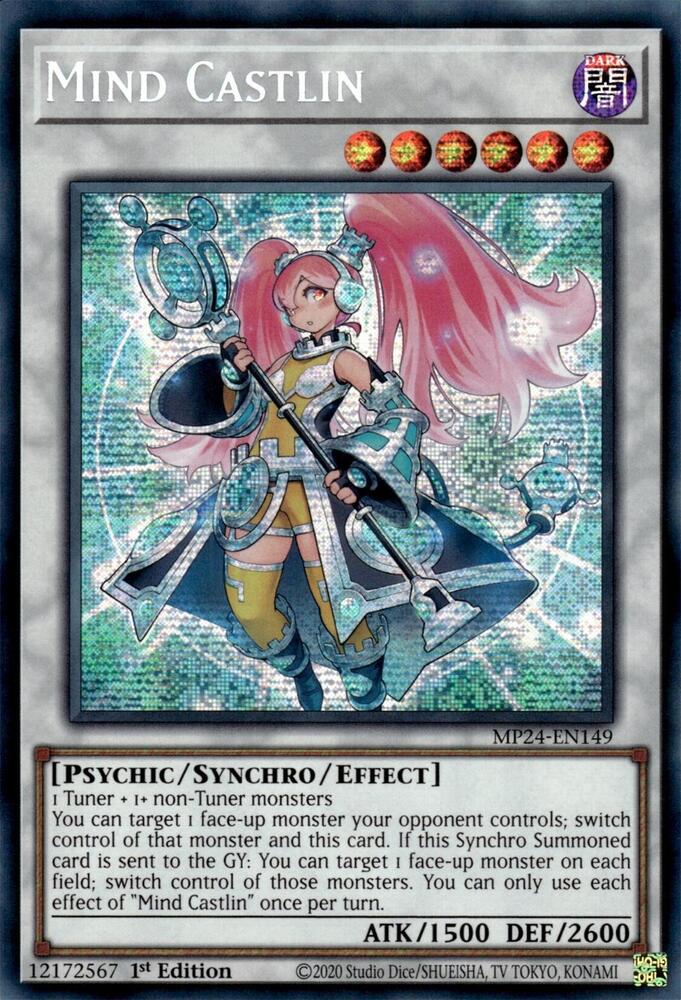 MIND CASTLIN
DARK
闇
MP24-EN149
[PSYCHIC/SYNCHRO/EFFECT]
1 Tuner + 1+ non-Tuner monsters
You can target 1 face-up monster your opponent controls; switch
control of that monster and this card. If this Synchro Summoned
card is sent to the GY: You can target 1 face-up monster on each
field; switch control of those monsters. You can only use each
effect of "Mind Castlin" once per turn.
ATK/1500 DEF/2600
12172567 1st Edition ©2020 Studio Dice/SHUEISHA, TV TOKYO, KONAMI